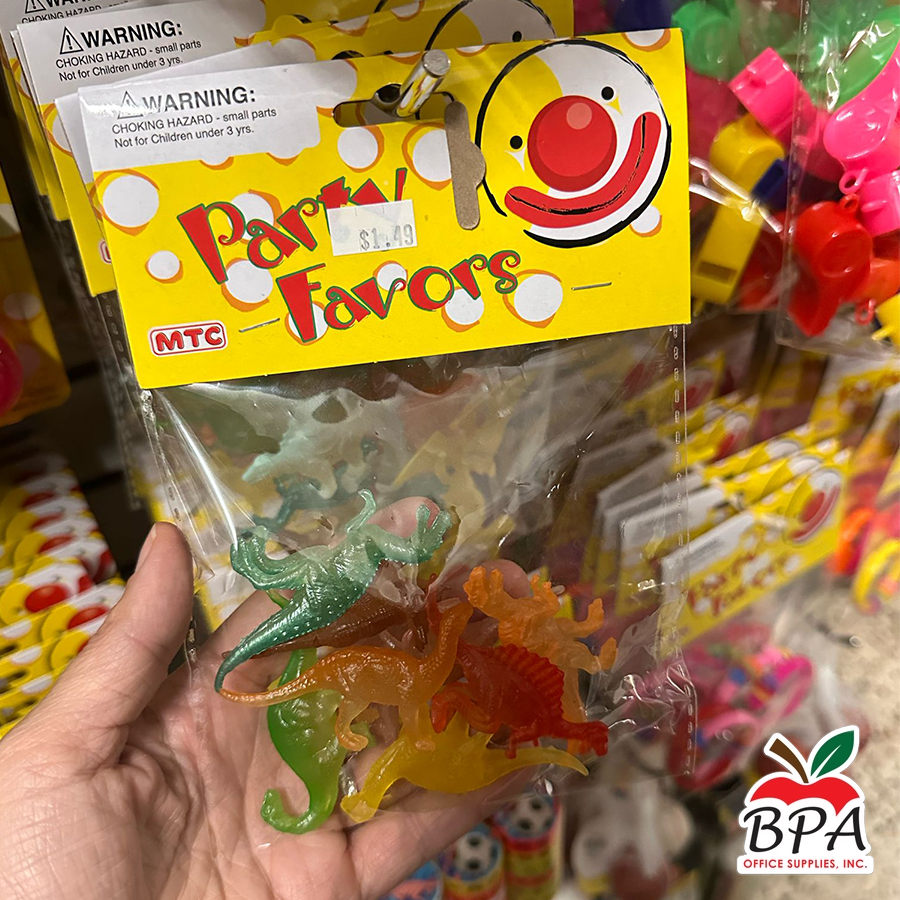 WARNING:
CHOKING HAZARD - small parts
Not for Children under 3 yrs.
WARNING:
CHOKING HAZARD - small parts
Not for Children under 3 yrs.
Party
$1.49
Favors
MTC
BPA
OFFICE SUPPLIES, INC.